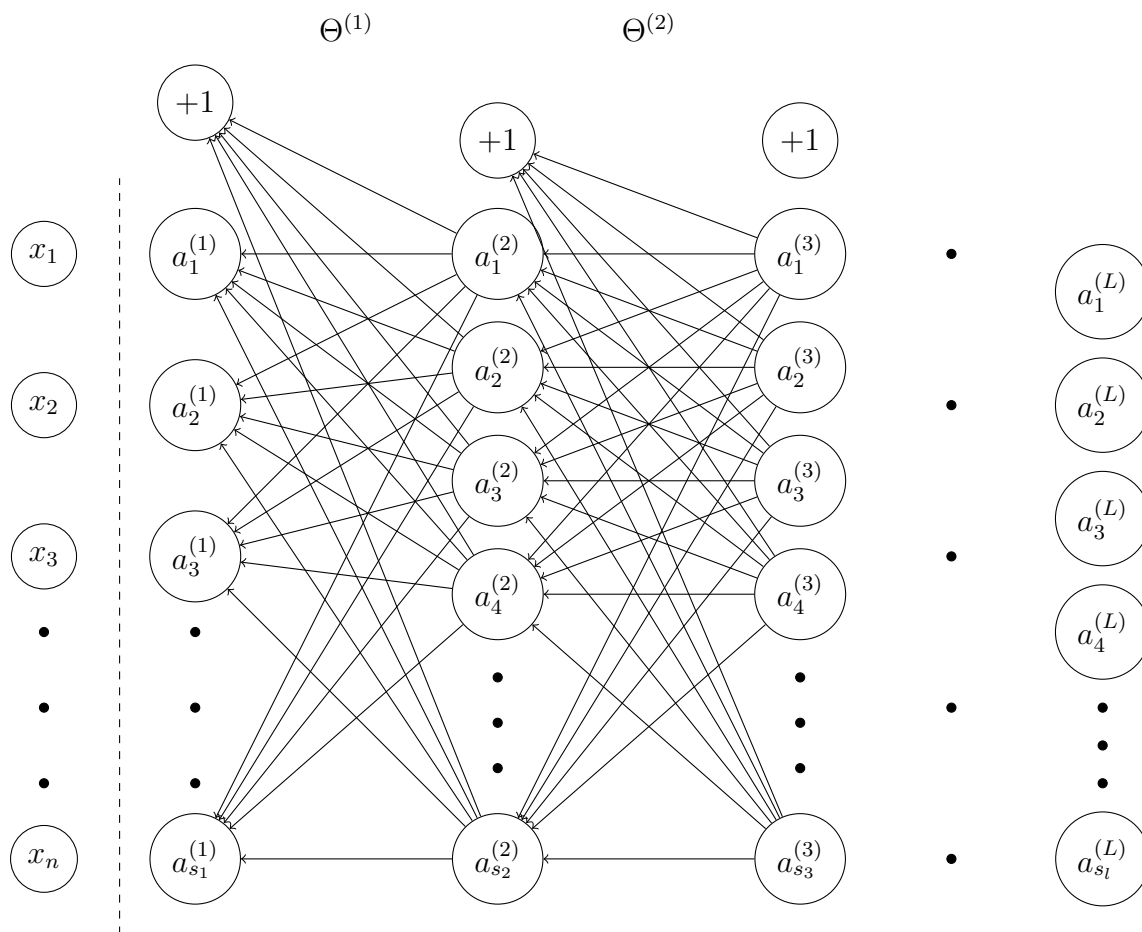 Θ^{(1)} Θ^{(2)}
+1
+1 +1
x_1 a_1^{(1)} a_1^{(2)} a_1^{(3)}
a_1^{(L)}
a_2^{(2)} a_2^{(3)}
x_2 a_2^{(1)} a_2^{(L)}
a_3^{(2)} a_3^{(3)}
a_3^{(L)}
x_3 a_3^{(1)}
a_4^{(2)} a_4^{(3)}
a_4^{(L)}
x_n a_{s_1}^{(1)} a_{s_2}^{(2)} a_{s_3}^{(3)} a_{s_l}^{(L)}